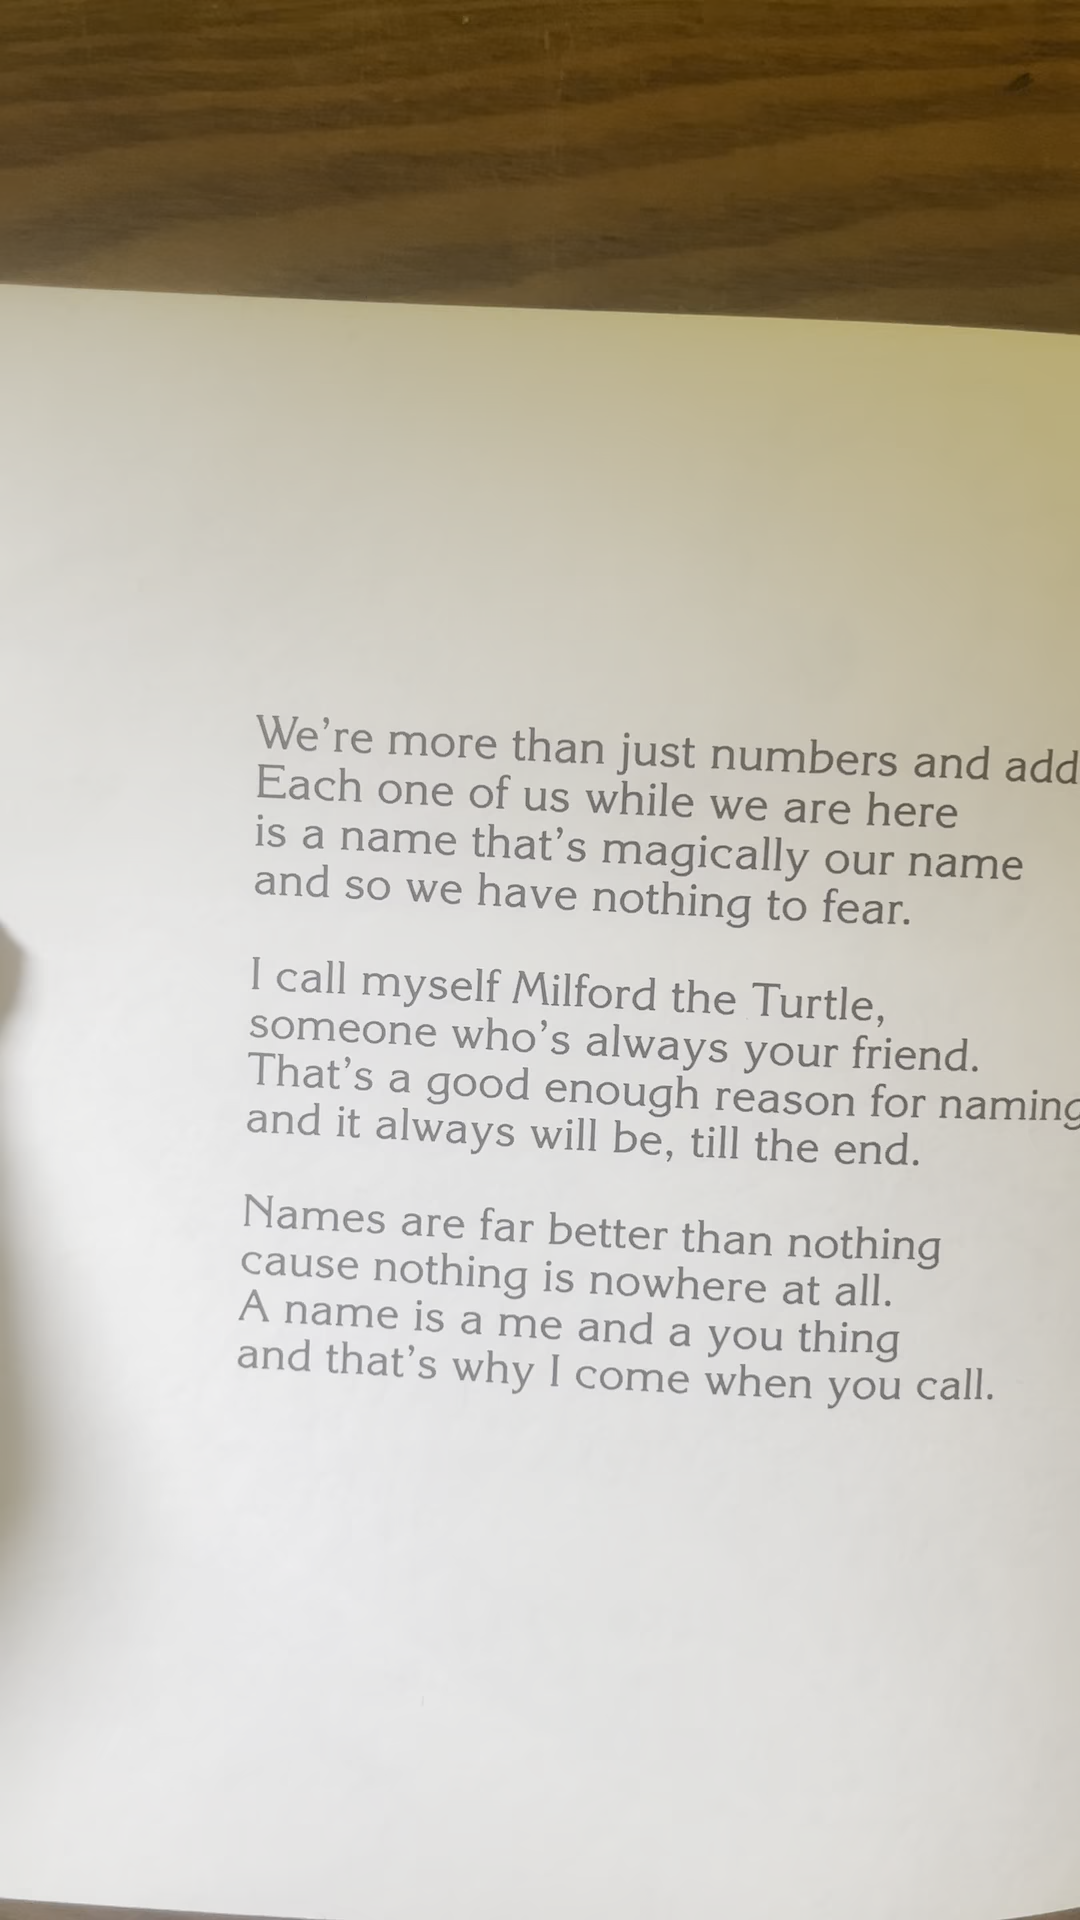 We're more than just numbers and add
Each one of us while we are here
is a name that's magically our name
and so we have nothing to fear.
I call myself Milford the Turtle,
someone who's always your friend.
That's a good enough reason for naming
and it always will be, till the end.
Names are far better than nothing
cause nothing is nowhere at all.
A name is a me and a you thing
and that's why I come when you call.